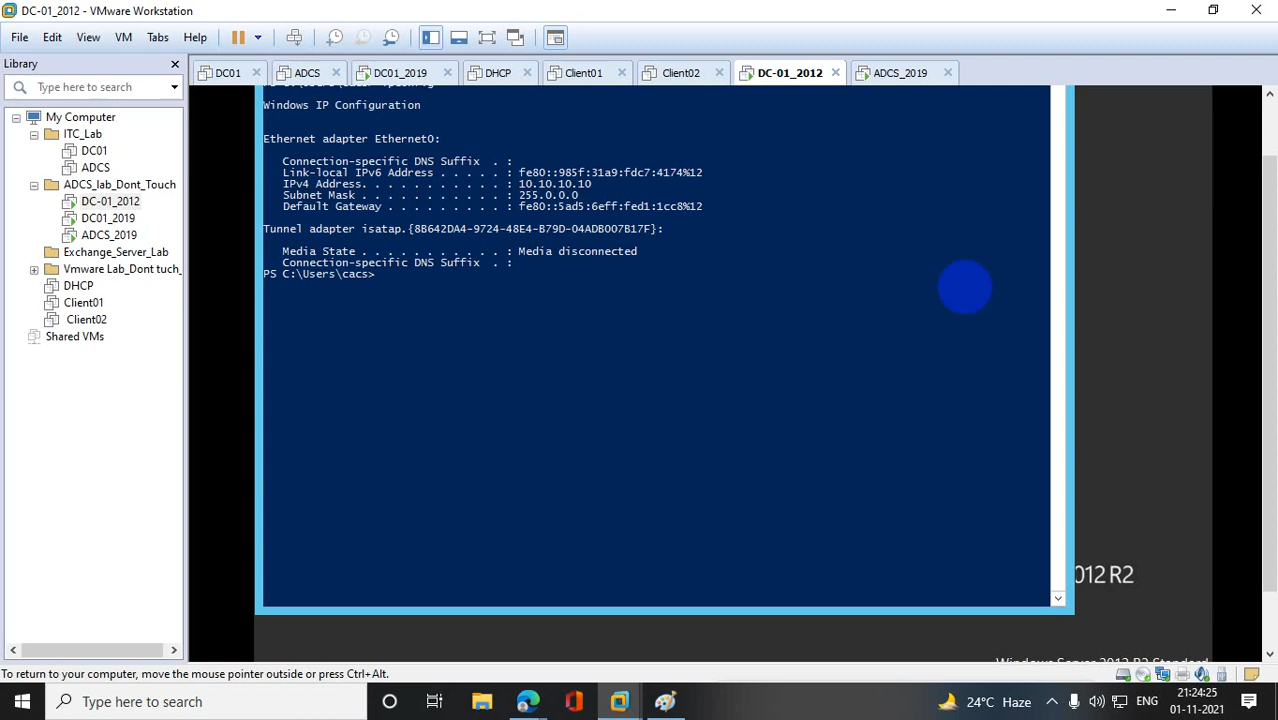 DC-01_2012 - VMware Workstation
File Edit View VM Tabs Help
Library
Type here to search
DC01 ADCS DC01_2019 DHCP Client01 Client02 DC-01_2012 ADCS_2019
My Computer
ITC_Lab
DC01
ADCS
ADCS_lab_Dont_Touch
DC-01_2012
DC01_2019
ADCS_2019
Exchange_Server_Lab
Vmware Lab_Dont tuch_
DHCP
Client01
Client02
Shared VMs
Windows IP Configuration
Ethernet adapter Ethernet0:
Connection-specific DNS Suffix . :
Link-local IPv6 Address . . . . . : fe80::985f:31a9:fdc7:4174%12
IPv4 Address. . . . . . . . . . . : 10.10.10.10
Subnet Mask . . . . . . . . . . . : 255.0.0.0
Default Gateway . . . . . . . . . : fe80::5ad5:6eff:fed1:1cc8%12
Tunnel adapter isatap.{8B642DA4-9724-48E4-B79D-04ADB007B17F}:
Media State . . . . . . . . . . . : Media disconnected
Connection-specific DNS Suffix . :
PS C:\Users\cacs>
012 R2
Windows Server 2012 R2 Standard
To return to your computer, move the mouse pointer outside or press Ctrl+Alt.
Type here to search
24°C Haze
ENG
21:24:25
01-11-2021